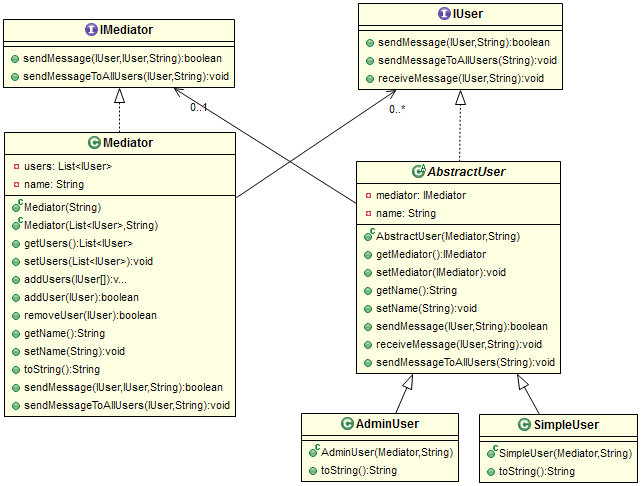 IMediator
sendMessage(IUser,IUser,String):boolean
sendMessageToAllUsers(IUser,String):void
IUser
sendMessage(IUser,String):boolean
sendMessageToAllUsers(String):void
receiveMessage(IUser,String):void
0..1
0..*
Mediator
users: List<IUser>
name: String
Mediator(String)
Mediator(List<IUser>,String)
getUsers():List<IUser>
setUsers(List<IUser>):void
addUsers(IUser[]):v...
addUser(IUser):boolean
removeUser(IUser):boolean
getName():String
setName(String):void
toString():String
sendMessage(IUser,IUser,String):boolean
sendMessageToAllUsers(IUser,String):void
AbstractUser
mediator: IMediator
name: String
AbstractUser(Mediator,String)
getMediator():IMediator
setMediator(IMediator):void
getName():String
setName(String):void
sendMessage(IUser,String):boolean
receiveMessage(IUser,String):void
sendMessageToAllUsers(String):void
AdminUser
AdminUser(Mediator,String)
toString():String
SimpleUser
SimpleUser(Mediator,String)
toString():String